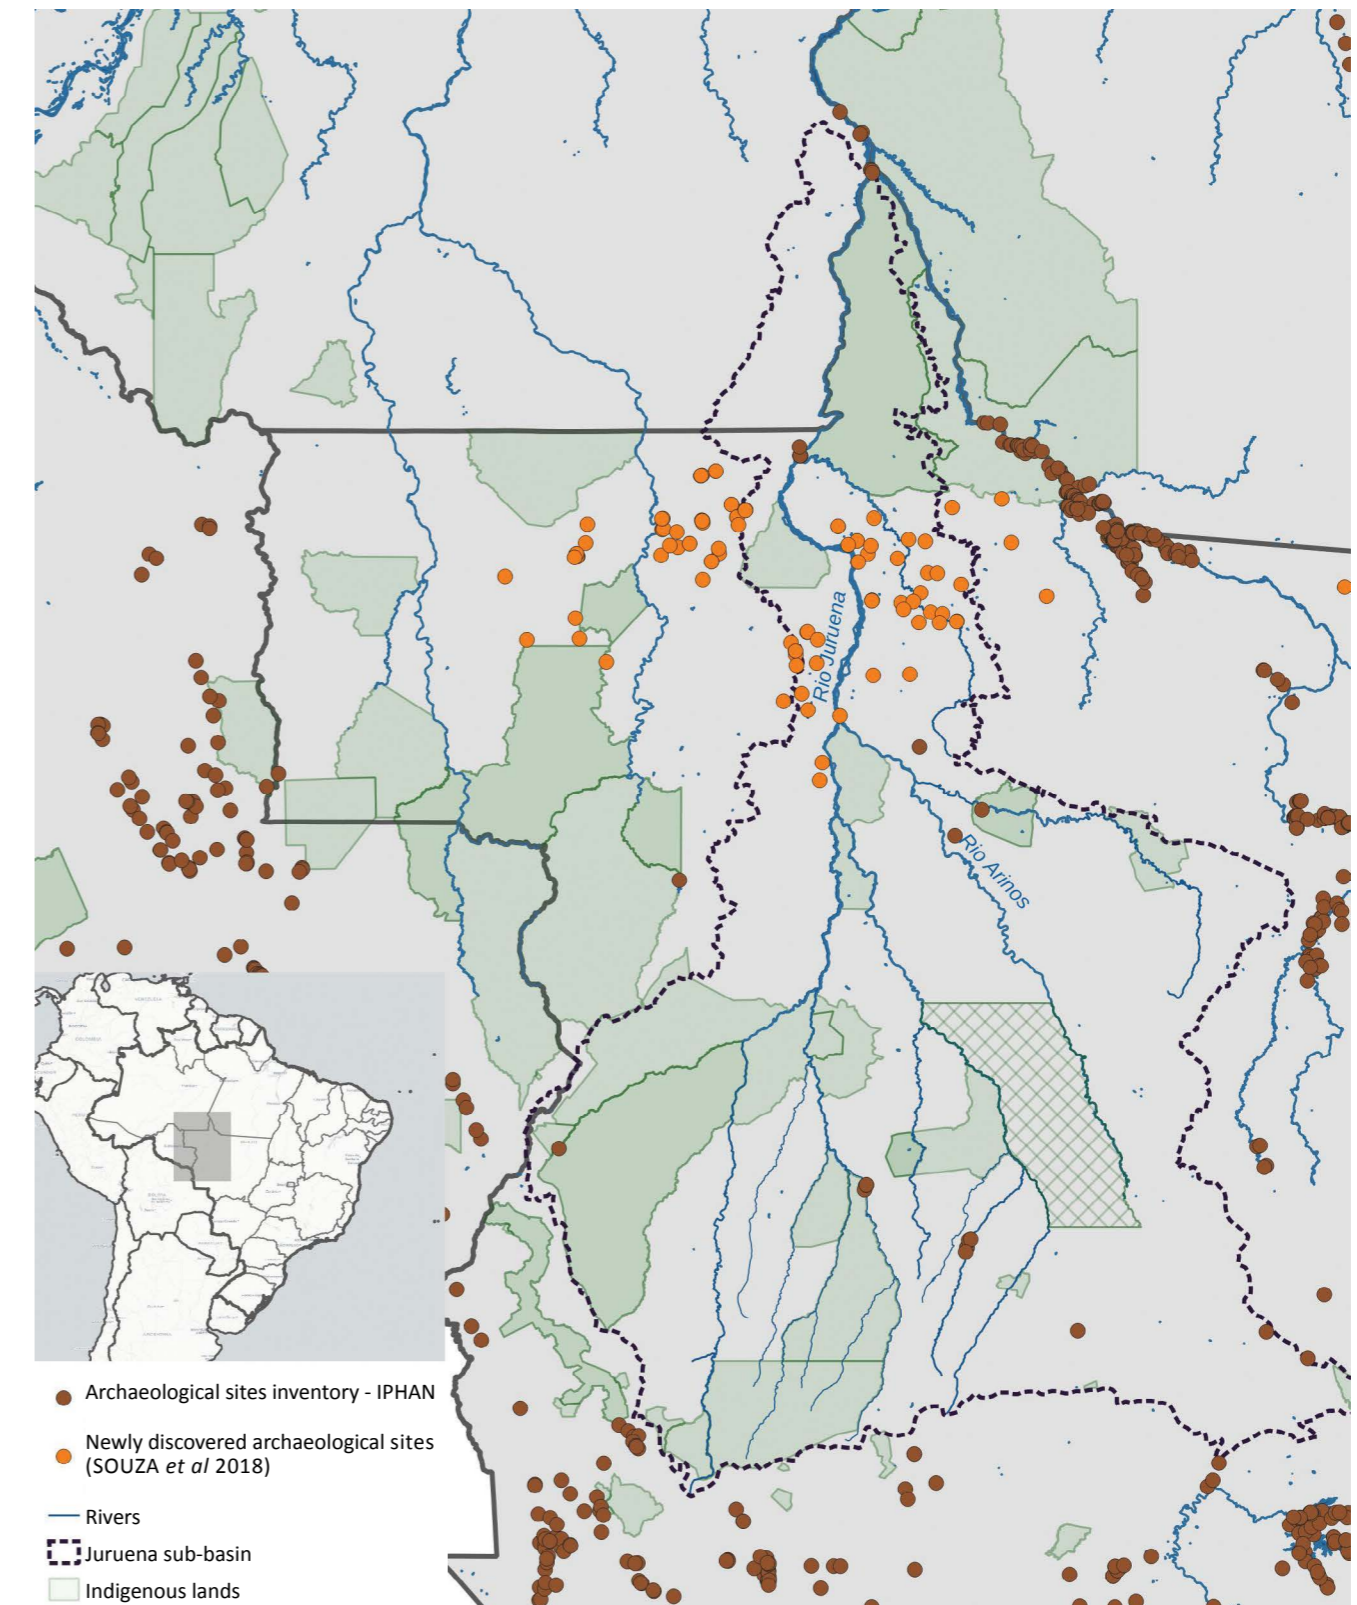 Rio Juruena
Rio Arinos
Archaeological sites inventory - IPHAN
Newly discovered archaeological sites
(SOUZA et al 2018)
Rivers
Juruena sub-basin
Indigenous lands